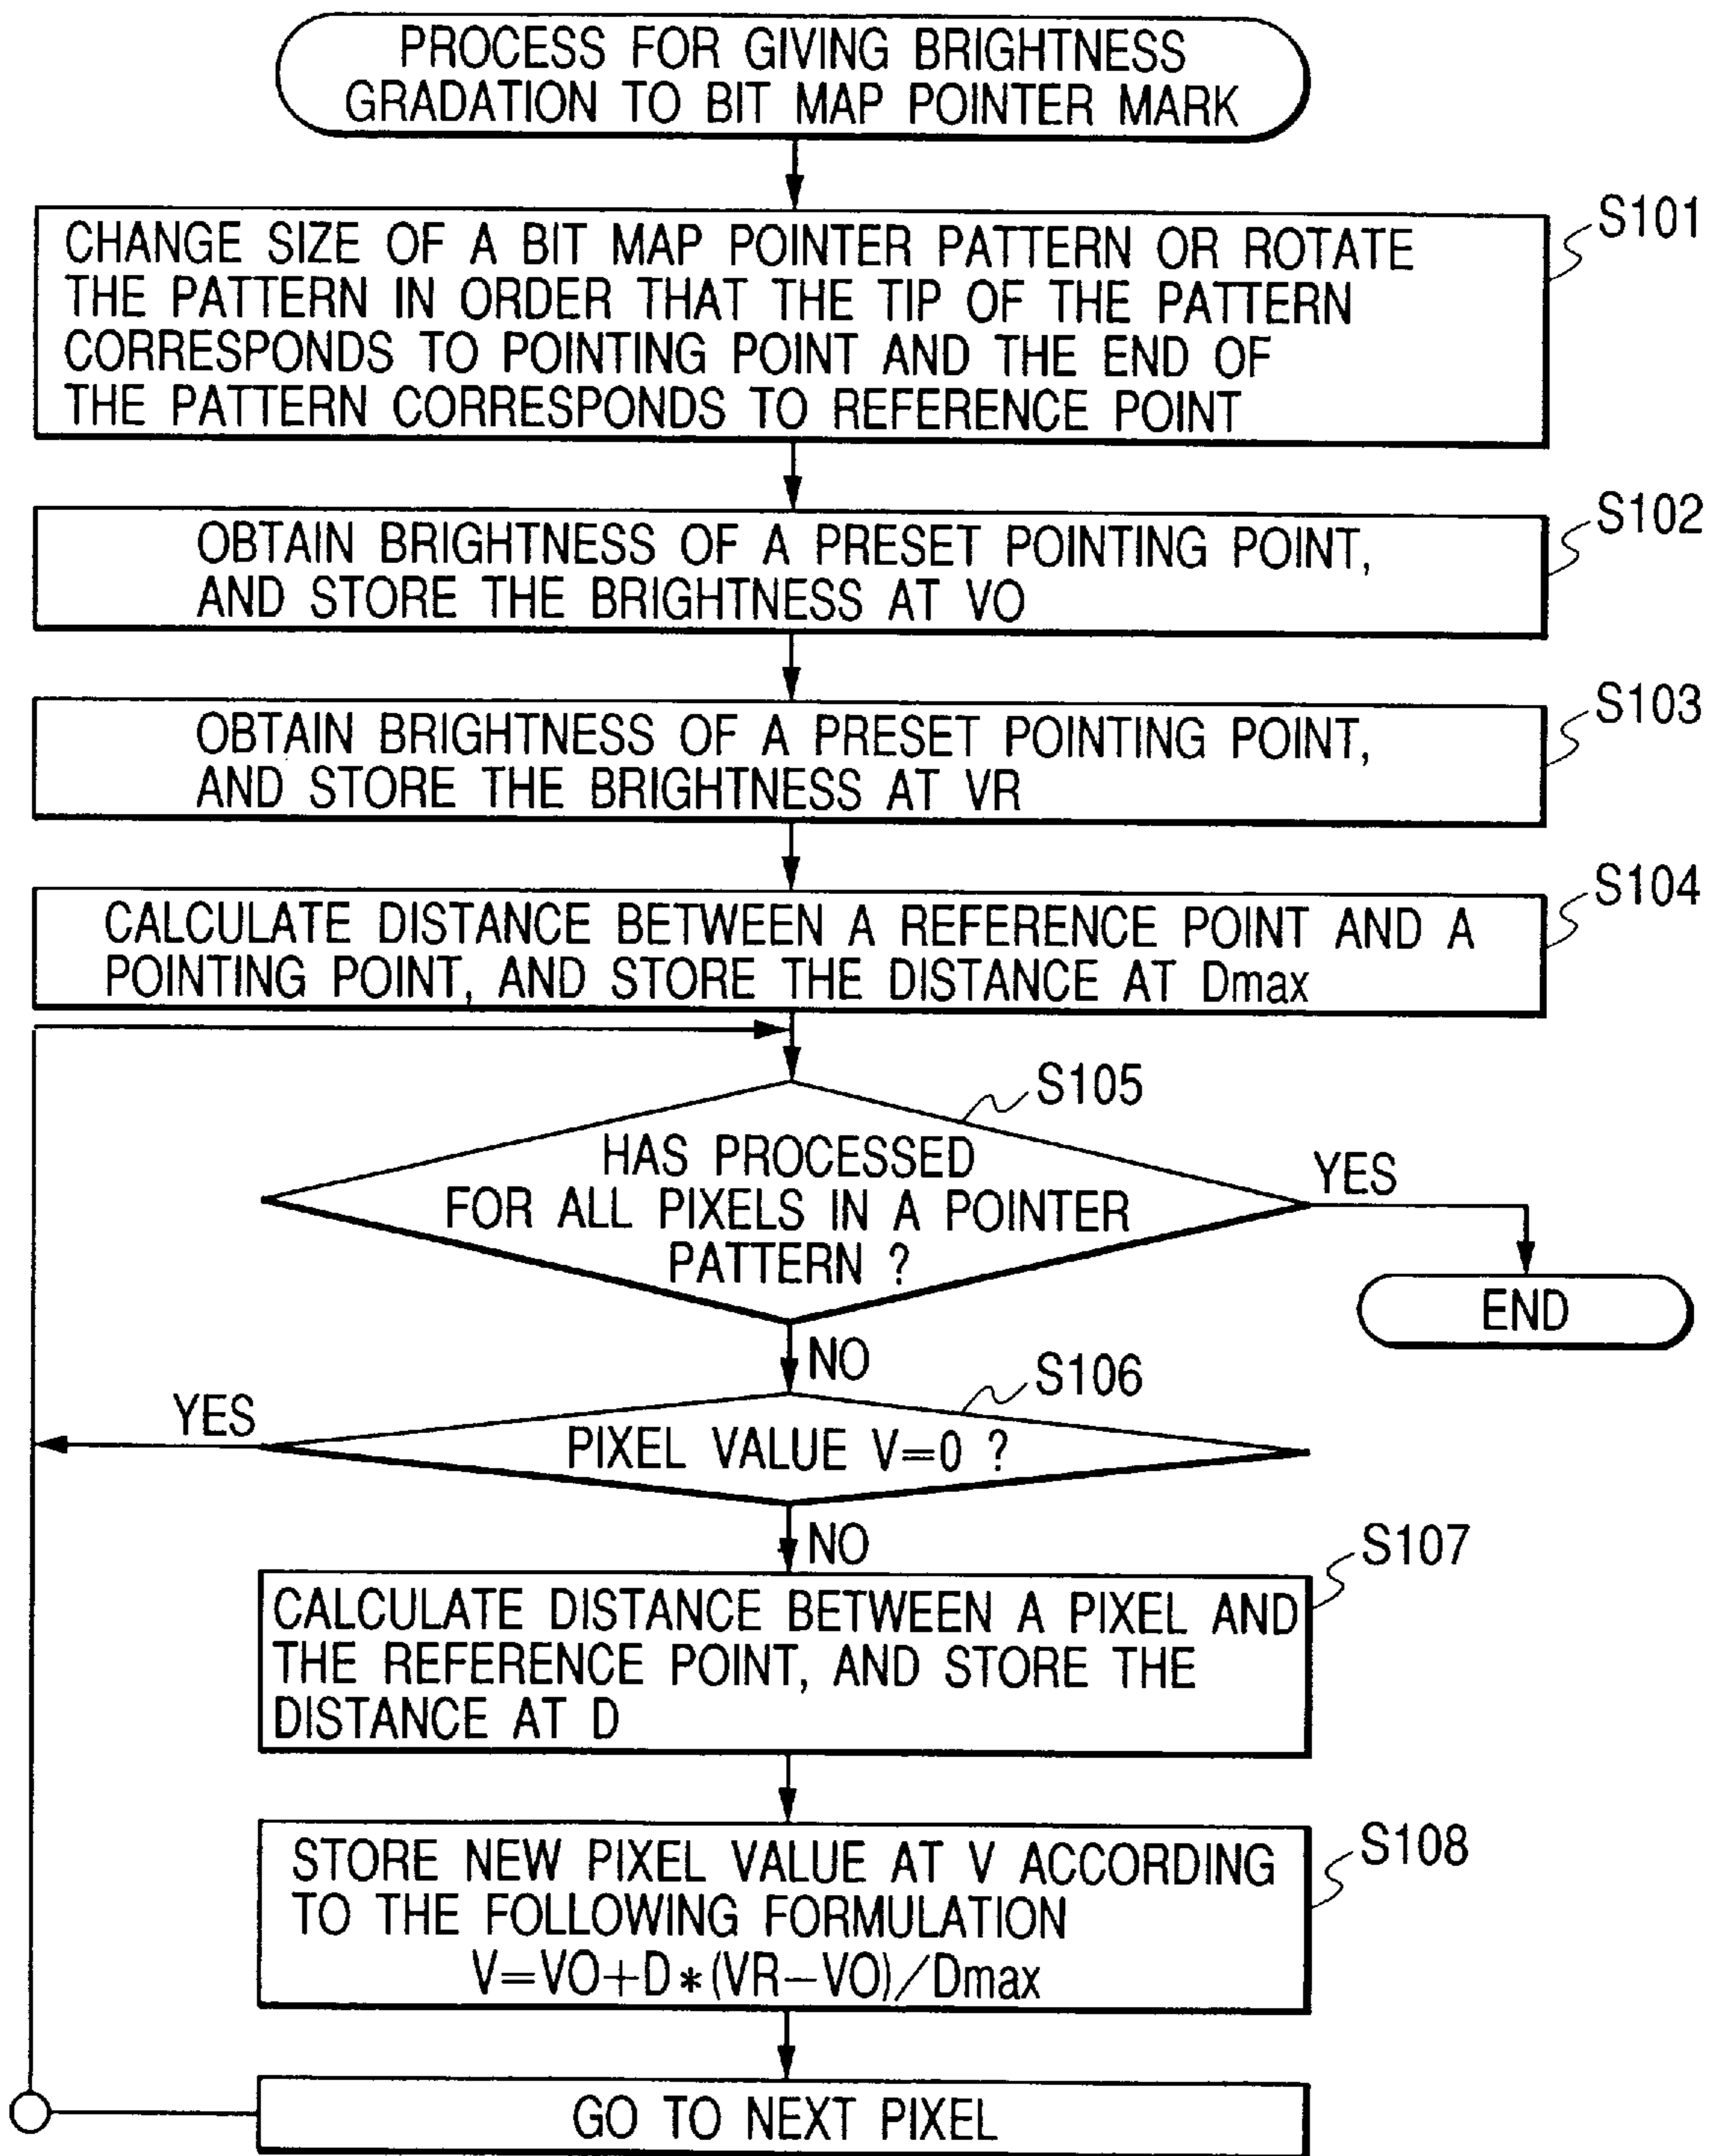 PROCESS FOR GIVING BRIGHTNESS
GRADATION TO BIT MAP POINTER MARK
S101
CHANGE SIZE OF A BIT MAP POINTER PATTERN OR ROTATE
THE PATTERN IN ORDER THAT THE TIP OF THE PATTERN
CORRESPONDS TO POINTING POINT AND THE END OF
THE PATTERN CORRESPONDS TO REFERENCE POINT
S102
OBTAIN BRIGHTNESS OF A PRESET POINTING POINT,
AND STORE THE BRIGHTNESS AT VO
S103
OBTAIN BRIGHTNESS OF A PRESET POINTING POINT,
AND STORE THE BRIGHTNESS AT VR
S104
CALCULATE DISTANCE BETWEEN A REFERENCE POINT AND A
POINTING POINT, AND STORE THE DISTANCE AT Dmax
S105
HAS PROCESSED
FOR ALL PIXELS IN A POINTER
PATTERN ?
YES
END
NO
S106
YES
PIXEL VALUE V=0 ?
NO
S107
CALCULATE DISTANCE BETWEEN A PIXEL AND
THE REFERENCE POINT, AND STORE THE
DISTANCE AT D
S108
STORE NEW PIXEL VALUE AT V ACCORDING
TO THE FOLLOWING FORMULATION
V=VO+D*(VR-VO)/Dmax
GO TO NEXT PIXEL